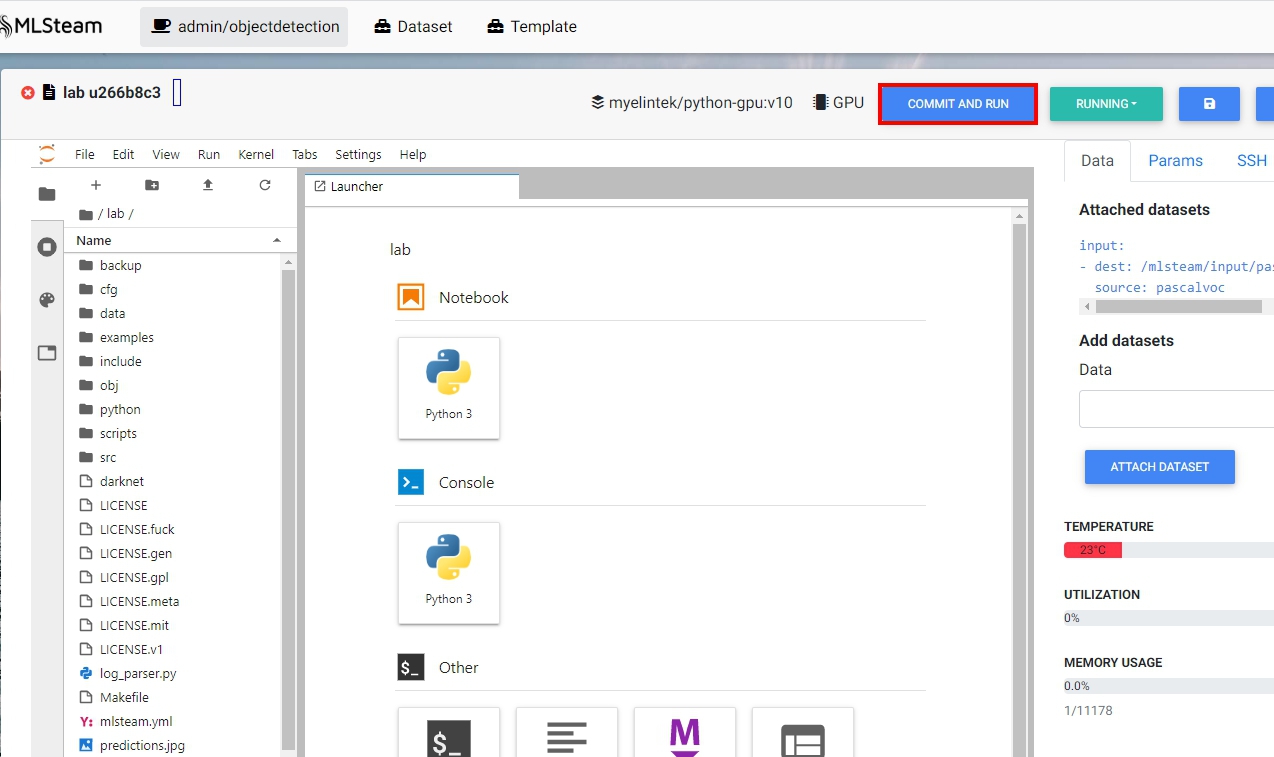 MLSteam
admin/objectdetection
Dataset
Template
lab u266b8c3
myelintek/python-gpu:v10
GPU
COMMIT AND RUN
RUNNING
File Edit View Run Kernel Tabs Settings Help
Data Params SSH
Launcher
/ lab /
Name
backup
cfg
data
examples
include
obj
python
scripts
src
darknet
LICENSE
LICENSE.fuck
LICENSE.gen
LICENSE.gpl
LICENSE.meta
LICENSE.mit
LICENSE.v1
log_parser.py
Makefile
Y: mlsteam.yml
predictions.jpg
lab
Notebook
Python 3
>_ Console
Python 3
$_ Other
$_
M
Attached datasets
input:
- dest: /mlsteam/input/pas
source: pascalvoc
Add datasets
Data
ATTACH DATASET
TEMPERATURE
23°C
UTILIZATION
0%
MEMORY USAGE
0.0%
1/11178